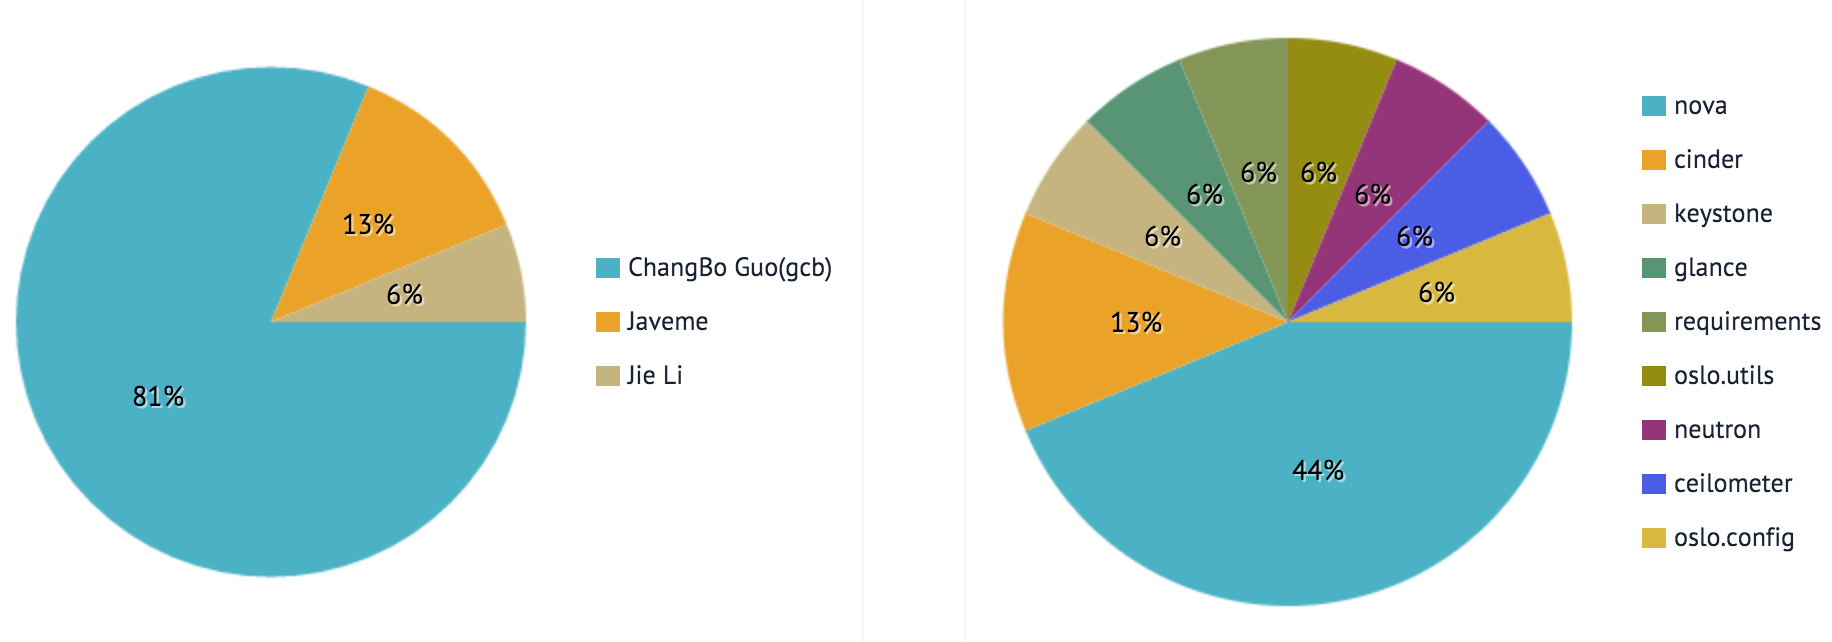 13%
6%
81%
ChangBo Guo(gcb)
Javeme
Jie Li
6%
6%
6%
6%
6%
6%
6%
13%
44%
nova
cinder
keystone
glance
requirements
oslo.utils
neutron
ceilometer
oslo.config